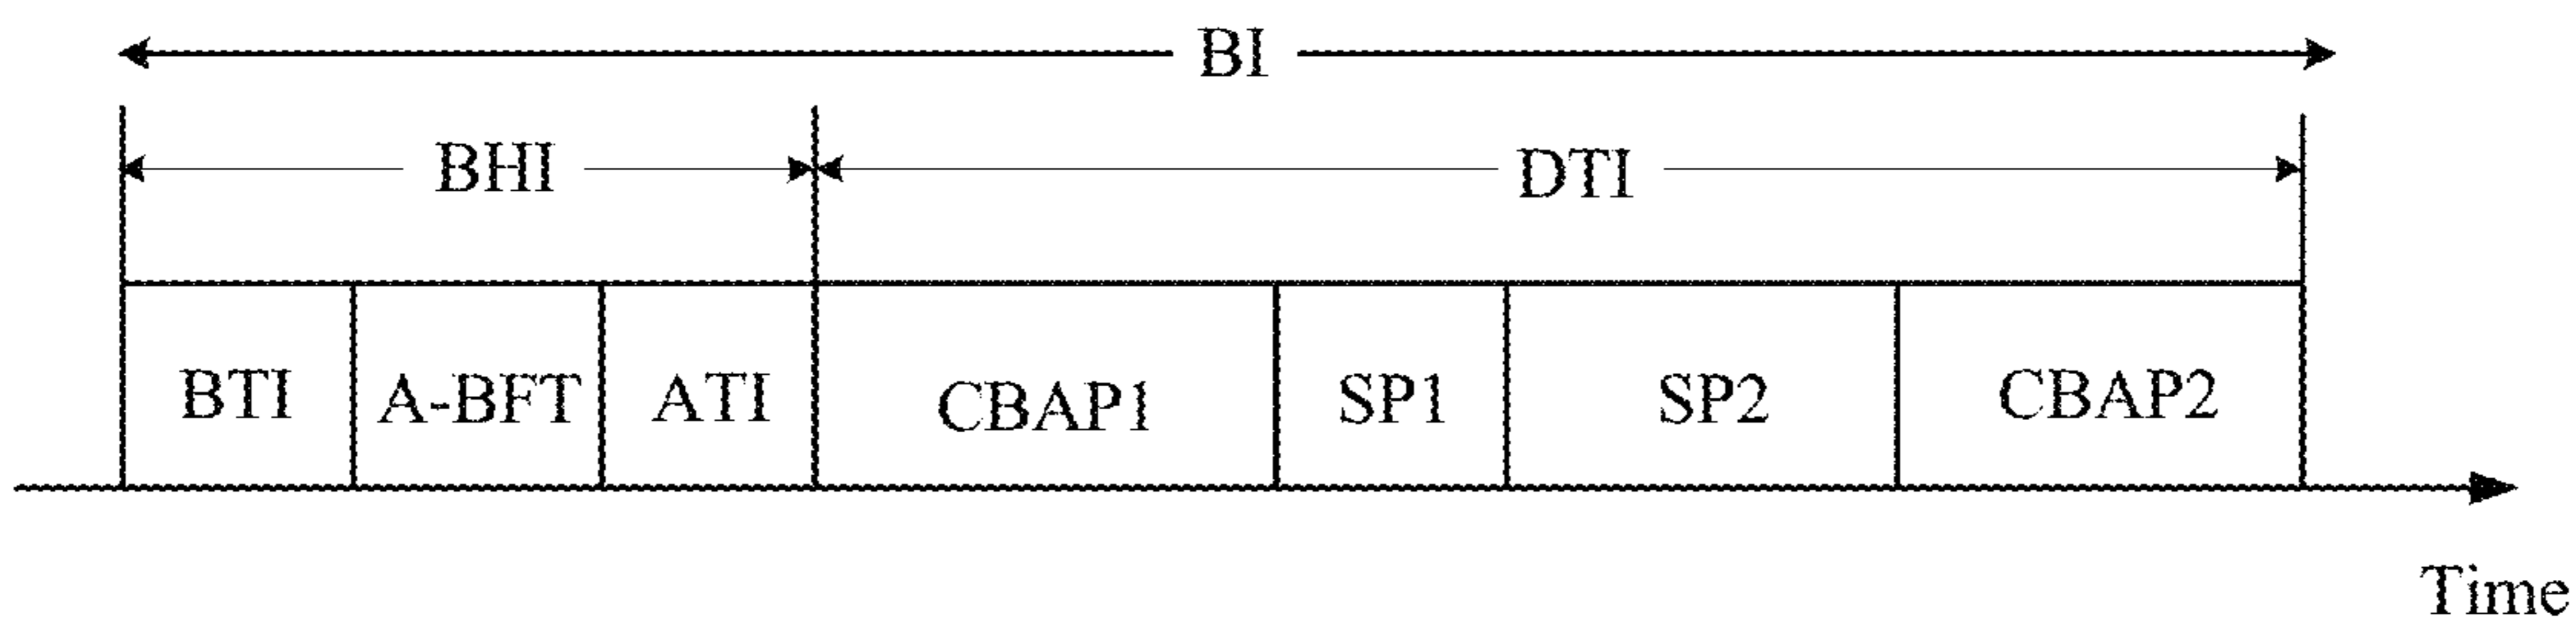 BI
BHI DTI
BTI A-BFT ATI CBAP1 SP1 SP2 CBAP2
Time